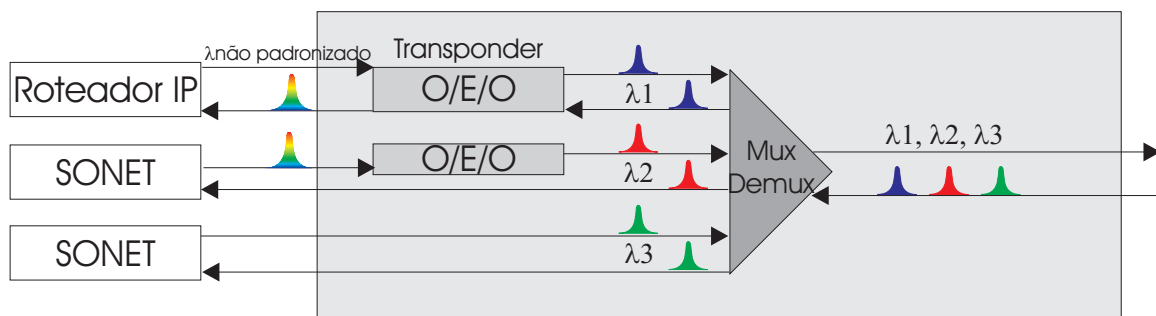 λnão padronizado
Transponder
Roteador IP
O/E/O
λ1
SONET
O/E/O
λ2
Mux
Demux
λ1, λ2, λ3
SONET
λ3